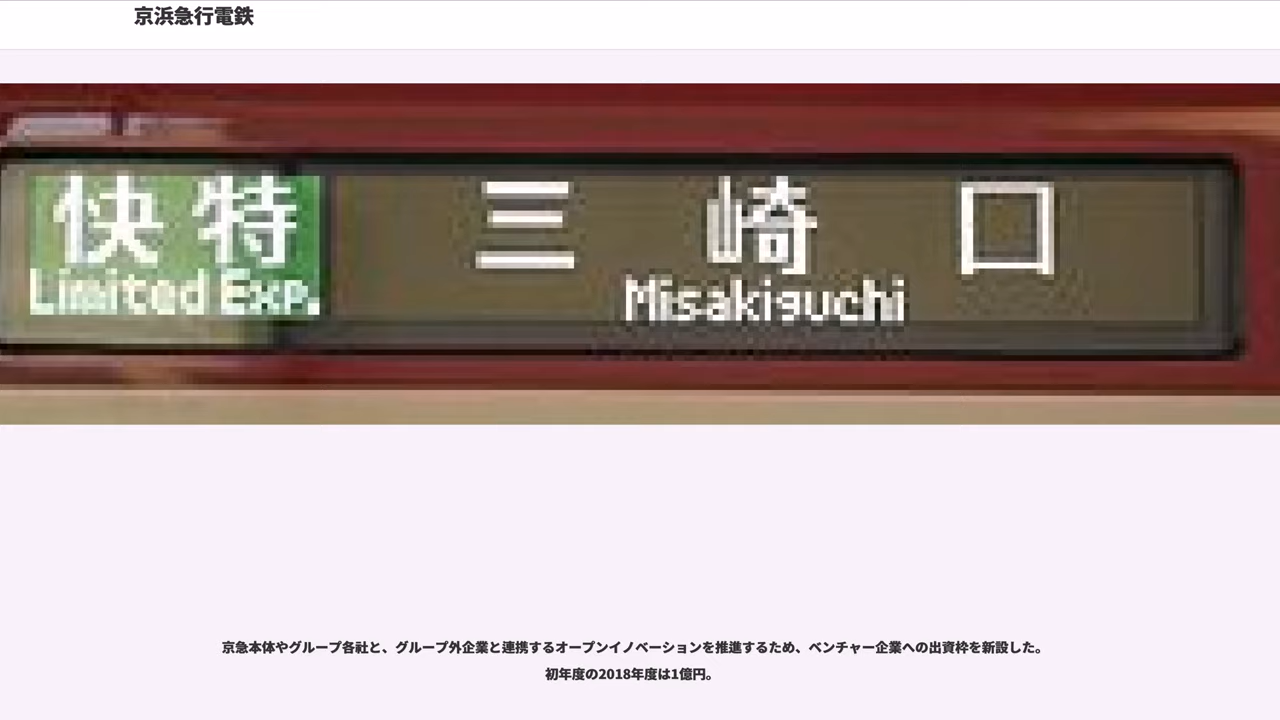 京浜急行電鉄
快特 三崎口
Limited Exp. Misakiguchi
京急本体やグループ各社と、グループ外企業と連携するオープンイノベーションを推進するため、ベンチャー企業への出資枠を新設した。
初年度の2018年度は1億円。